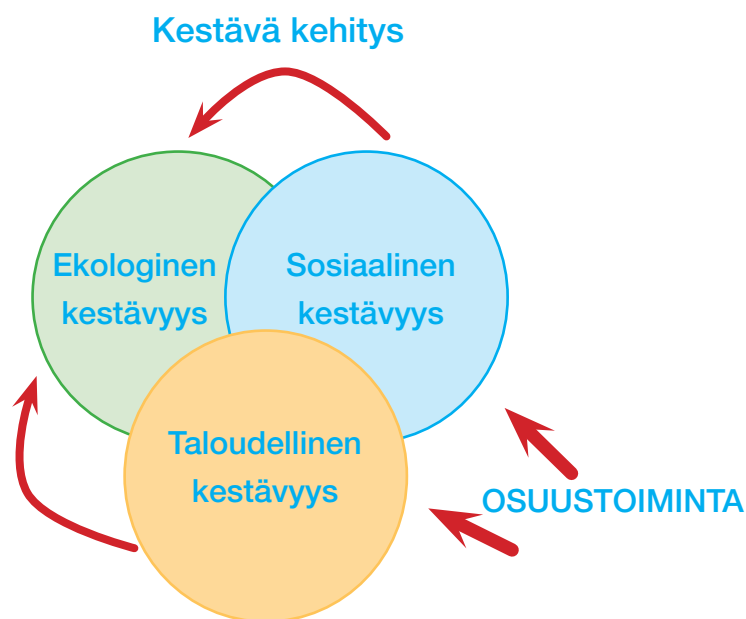 Kestävä kehitys
Ekologinen
kestävyys
Sosiaalinen
kestävyys
Taloudellinen
kestävyys
OSUUSTOIMINTA